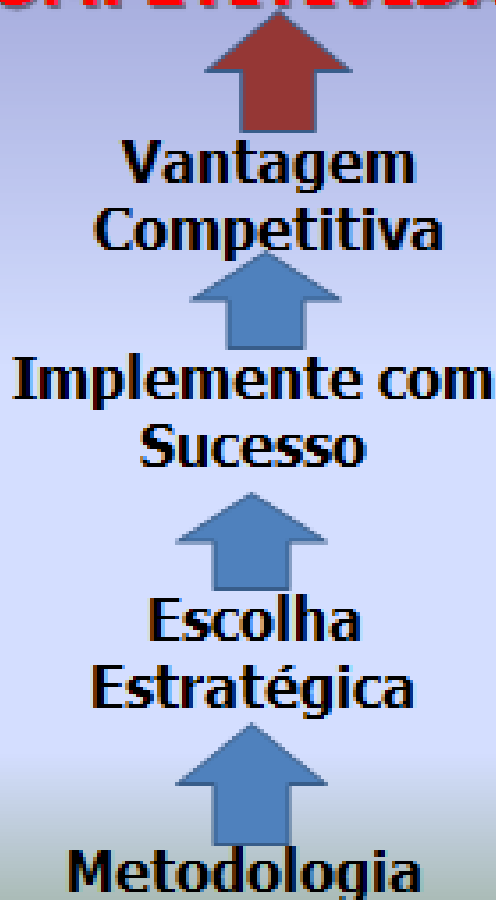 Vantagem
Competitiva
Implemente com
Sucesso
Escolha
Estratégica
Metodologia